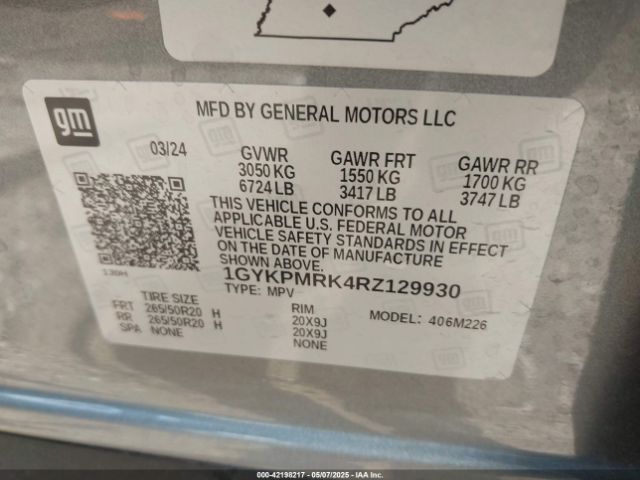 gm
MFD BY GENERAL MOTORS LLC
03/24
GVWR
3050 KG
6724 LB
GAWR FRT
1550 KG
3417 LB
GAWR RR
1700 KG
3747 LB
THIS VEHICLE CONFORMS TO ALL
APPLICABLE U.S. FEDERAL MOTOR
VEHICLE SAFETY STANDARDS IN EFFECT
ON THE DATE OF MANUFACTURE
SHOWN ABOVE.
1GYKPMRK4RZ129930
TYPE: MPV
MODEL: 406M226
TIRE SIZE
FRT 265/50R20 H
RR 265/50R20 H
SPA NONE
RIM
20X9J
20X9J
NONE
000-42198217 - 05/07/2025 - IAA Inc.